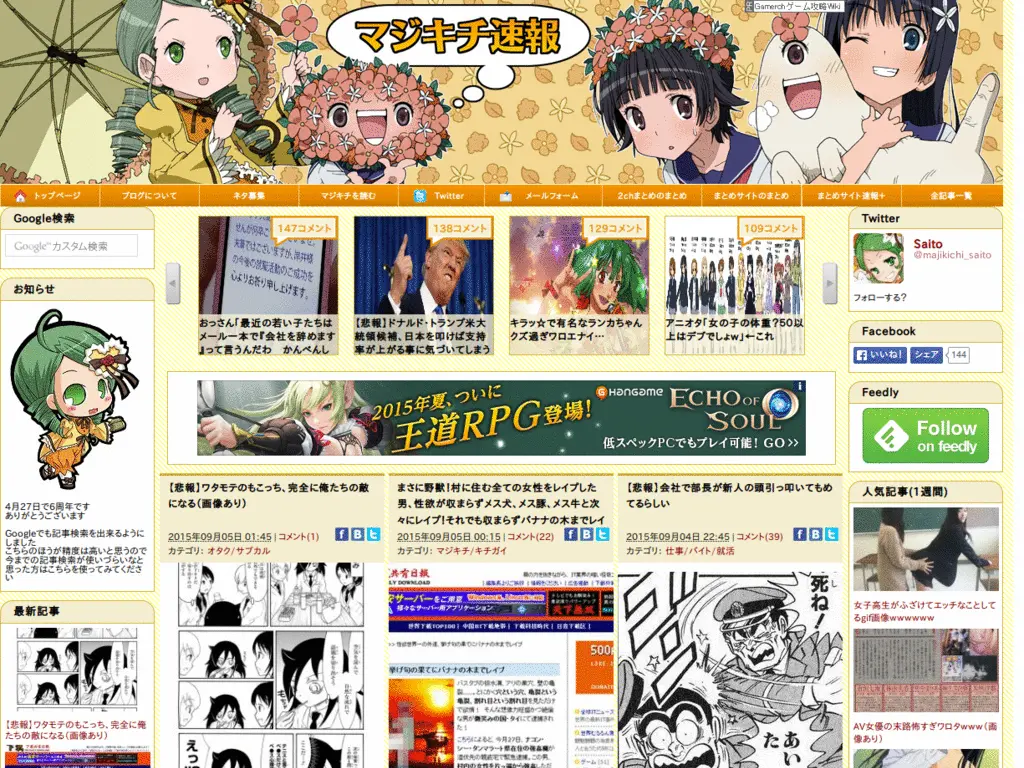 Gamerchゲーム攻略Wiki
マジキチ速報
トップページ
ブログについて
ネタ募集
マジキチを読む
Twitter
メールフォーム
2chまとめのまとめ
まとめサイトのまとめ
まとめサイト速報+
全記事一覧
Google検索
Google™カスタム検索
お知らせ
4月27日で6周年です
ありがとうございます
Googleでも記事検索を出来るように
しました
こちらのほうが精度は高いと思うので
今までの記事検索が使いづらいなと
思った方はこちらを使ってみてくださ
い
最新記事
【悲報】ワタモテのもこっち、完全に俺
たちの敵になる（画像あり）
147コメント
おっさん「最近の若い子たちは
メール一本で『会社を辞めます
』って言うんだわ　かんべんし
138コメント
【悲報】ドナルド・トランプ米大
統領候補、日本を叩けば支持
率が上がる事に気づいてしまう
129コメント
キラッ☆で有名なランカちゃん
クズ過ぎワロエナイ…
109コメント
アニオタ「女の子の体重？50以
上はデブでしょw」←これ
2015年夏、ついに
王道RPG登場!
Hangame
ECHO OF SOUL
低スペックPCでもプレイ可能! GO>>
【悲報】ワタモテのもこっち、完全に俺たちの敵
になる（画像あり）
2015年09月05日 01:45 | コメント(1)
カテゴリ: オタク/サブカル
まさに野獣！村に住む全ての女性をレイプした
男、性欲が収まらずメス犬、メス豚、メス牛と次
々にレイプ！それでも収まらずバナナの木までレイ
2015年09月05日 00:15 | コメント(22)
カテゴリ: マジキチ/キチガイ
【悲報】会社で部長が新人の頭引っ叩いてもめ
てるらしい
2015年09月04日 22:45 | コメント(39)
カテゴリ: 仕事/バイト/就活
死ね!
あい
Twitter
Saito
@majikichi_saito
フォローする？
Facebook
いいね！
シェア
144
Feedly
Follow
on feedly
人気記事(1週間)
女子高生がふざけてエッチなことして
るgif画像wwwwww
AV女優の末路怖すぎワロタwww（画
像あり）